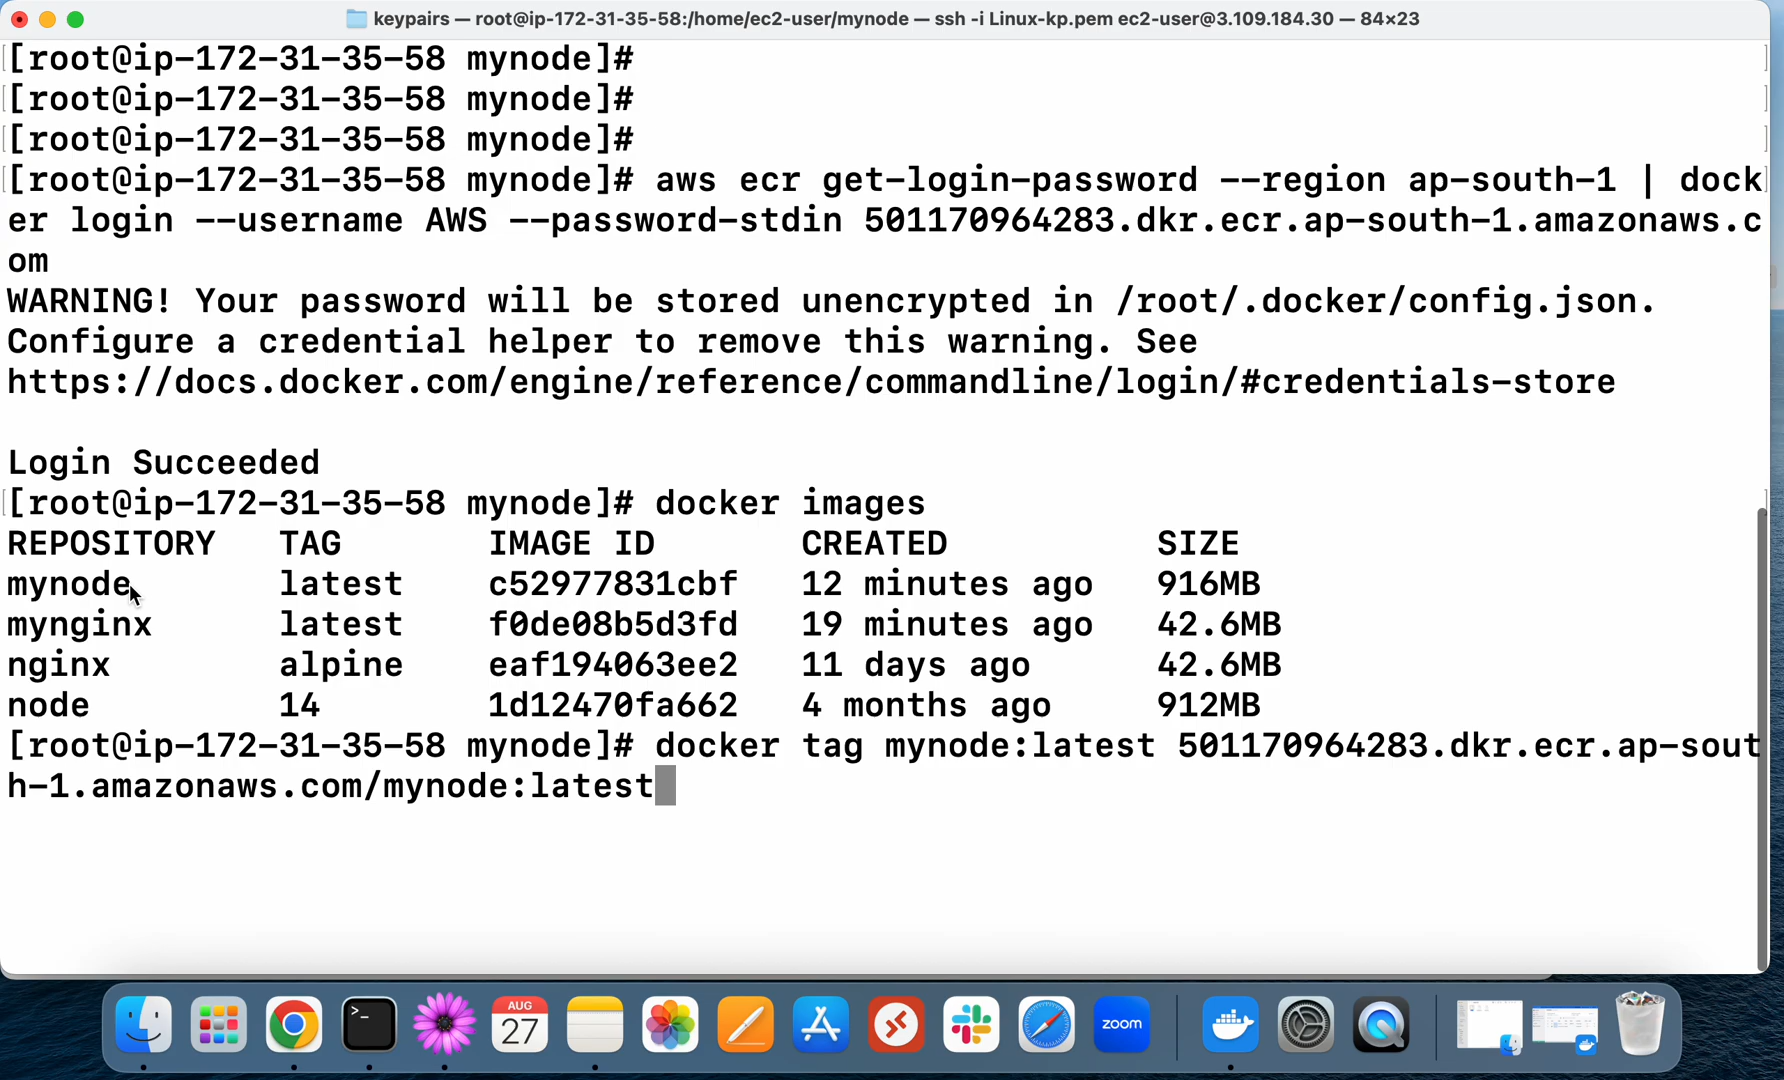 keypairs — root@ip-172-31-35-58:/home/ec2-user/mynode — ssh -i Linux-kp.pem ec2-user@3.109.184.30 — 84×23
[root@ip-172-31-35-58 mynode]#
[root@ip-172-31-35-58 mynode]#
[root@ip-172-31-35-58 mynode]#
[root@ip-172-31-35-58 mynode]# aws ecr get-login-password --region ap-south-1 | dock
er login --username AWS --password-stdin 501170964283.dkr.ecr.ap-south-1.amazonaws.c
om
WARNING! Your password will be stored unencrypted in /root/.docker/config.json.
Configure a credential helper to remove this warning. See
https://docs.docker.com/engine/reference/commandline/login/#credentials-store
Login Succeeded
[root@ip-172-31-35-58 mynode]# docker images
REPOSITORY TAG IMAGE ID CREATED SIZE
mynode latest c52977831cbf 12 minutes ago 916MB
mynginx latest f0de08b5d3fd 19 minutes ago 42.6MB
nginx alpine eaf194063ee2 11 days ago 42.6MB
node 14 1d12470fa662 4 months ago 912MB
[root@ip-172-31-35-58 mynode]# docker tag mynode:latest 501170964283.dkr.ecr.ap-sout
h-1.amazonaws.com/mynode:latest
>_
AUG
27
zoom